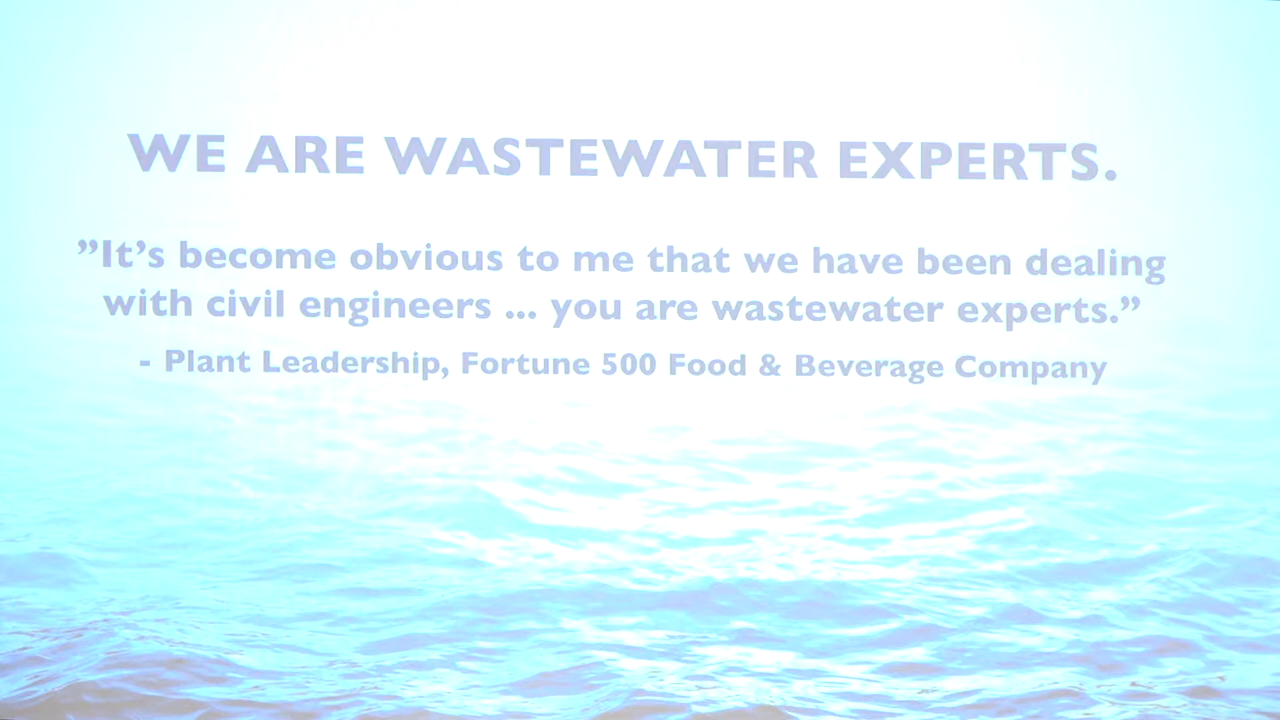 WE ARE WASTEWATER EXPERTS.
”It’s become obvious to me that we have been dealing
with civil engineers ... you are wastewater experts.”
- Plant Leadership, Fortune 500 Food & Beverage Company